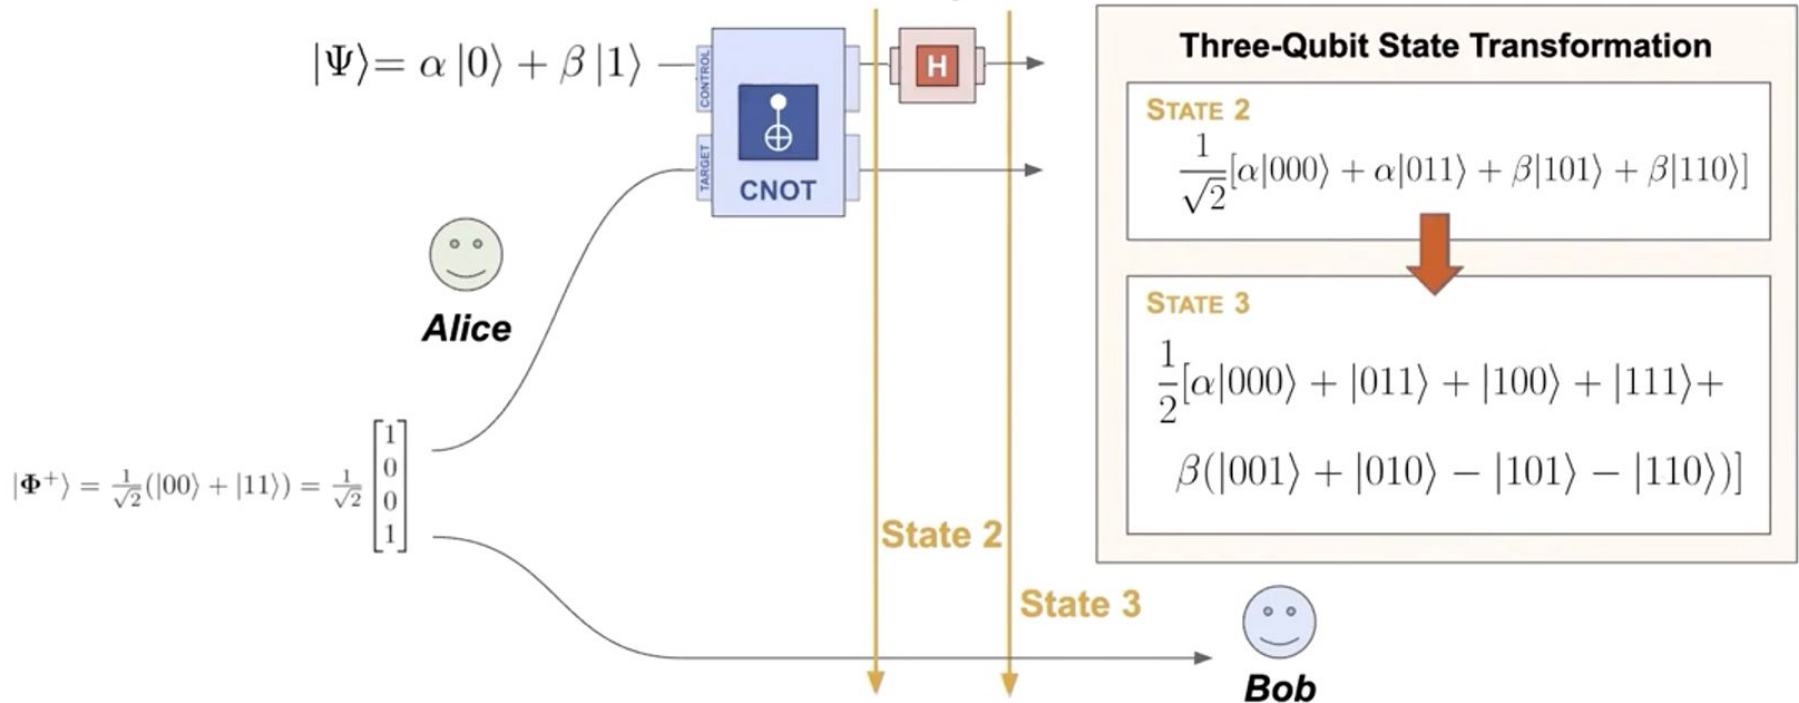 |Ψ⟩= α |0⟩ + β |1⟩
CONTROL
TARGET
CNOT
H
Alice
|Φ⁺⟩ = 1/√2 (|00⟩ + |11⟩) = 1/√2 [1 0 0 1]
State 2
State 3
Bob
Three-Qubit State Transformation
STATE 2
1/√2 [α|000⟩ + α|011⟩ + β|101⟩ + β|110⟩]
STATE 3
1/2 [α|000⟩ + |011⟩ + |100⟩ + |111⟩+
β(|001⟩ + |010⟩ − |101⟩ − |110⟩)]